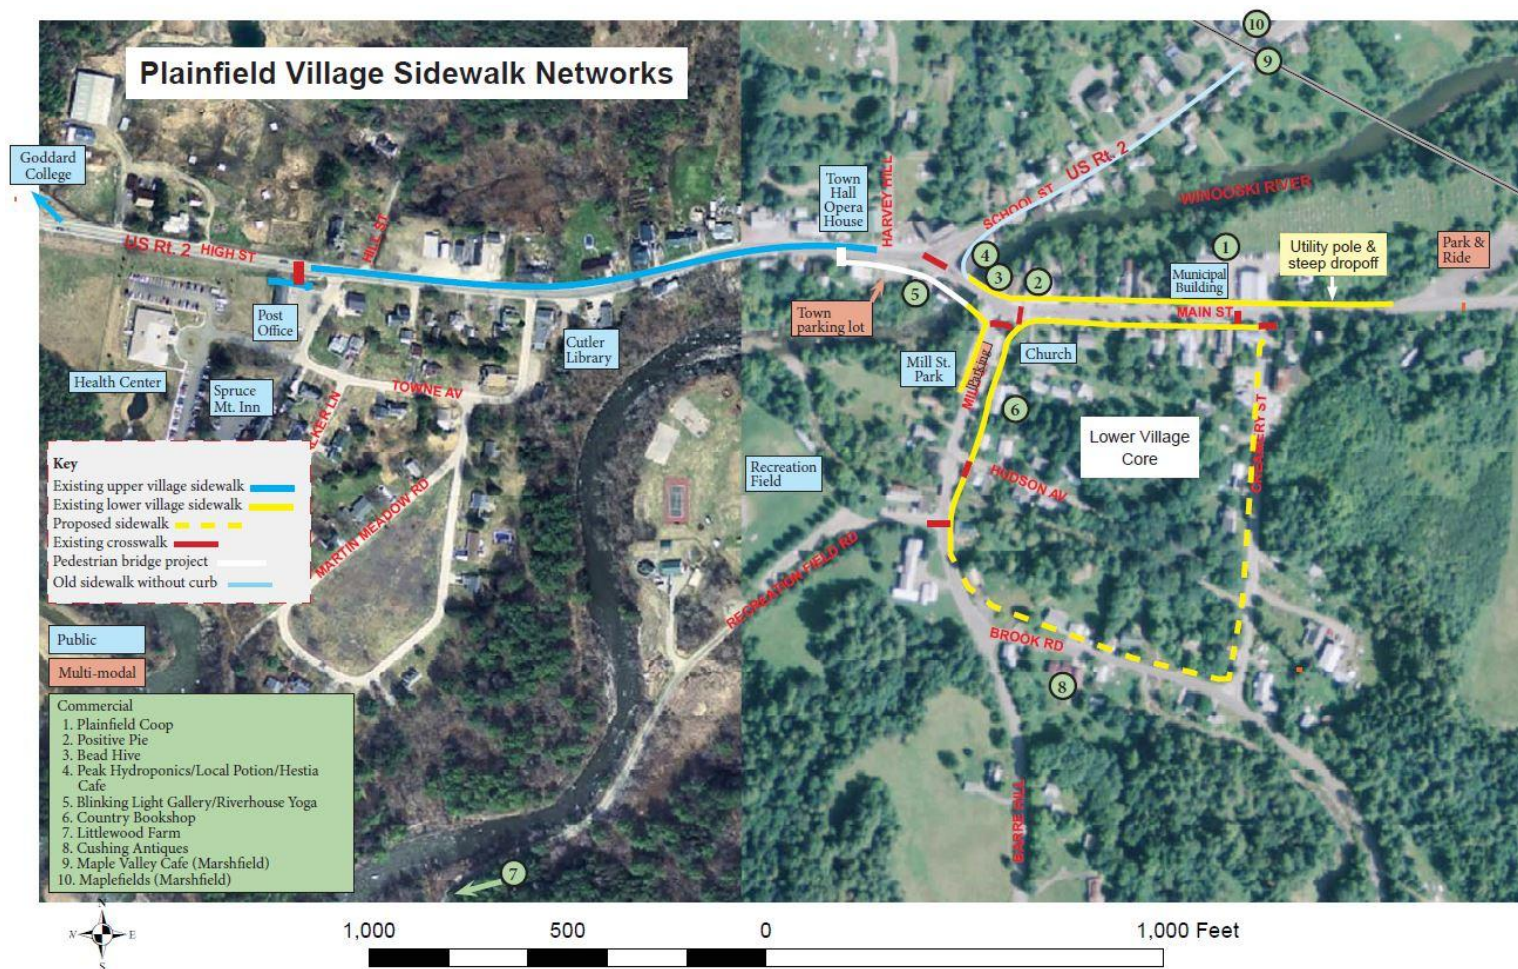 Plainfield Village Sidewalk Networks
Goddard
College
US Rt. 2
HIGH ST
HILL ST
Post
Office
Health Center
Spruce
Mt. Inn
TOWNE AV
Cutler
Library
MARTIN MEADOW RD
Town
Hall
Opera
House
HARVEY HILL
SCHOOL ST
US Rt. 2
WINOOSKI RIVER
10
9
4
3
2
1
5
Municipal
Building
Utility pole &
steep dropoff
Park &
Ride
MAIN ST
Town
parking lot
Mill St.
Park
Parking
Church
6
Lower Village
Core
HUDSON AV
Recreation
Field
RECREATION FIELD RD
BROOK RD
8
BARRE HILL
7
Key
Existing upper village sidewalk
Existing lower village sidewalk
Proposed sidewalk
Existing crosswalk
Pedestrian bridge project
Old sidewalk without curb
Public
Multi-modal
Commercial
1. Plainfield Coop
2. Positive Pie
3. Bead Hive
4. Peak Hydroponics/Local Potion/Hestia
Cafe
5. Blinking Light Gallery/Riverhouse Yoga
6. Country Bookshop
7. Littlewood Farm
8. Cushing Antiques
9. Maple Valley Cafe (Marshfield)
10. Maplefields (Marshfield)
N
E
S
1,000
500
0
1,000 Feet